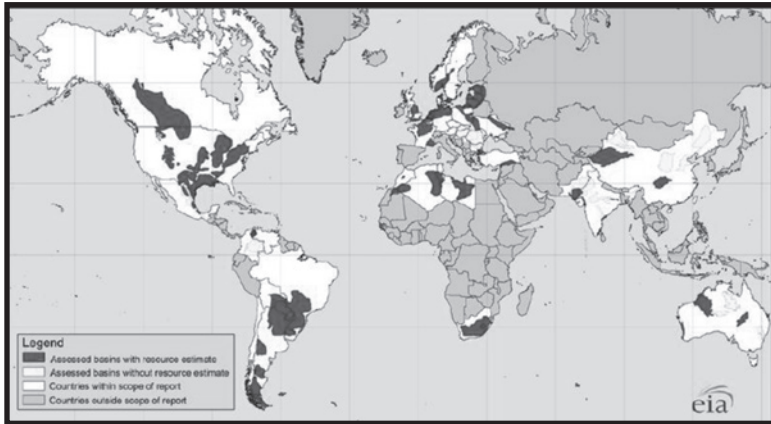 Legend
Assessed basins with resource estimate
Assessed basins without resource estimate
Countries within scope of report
Countries outside scope of report
eia